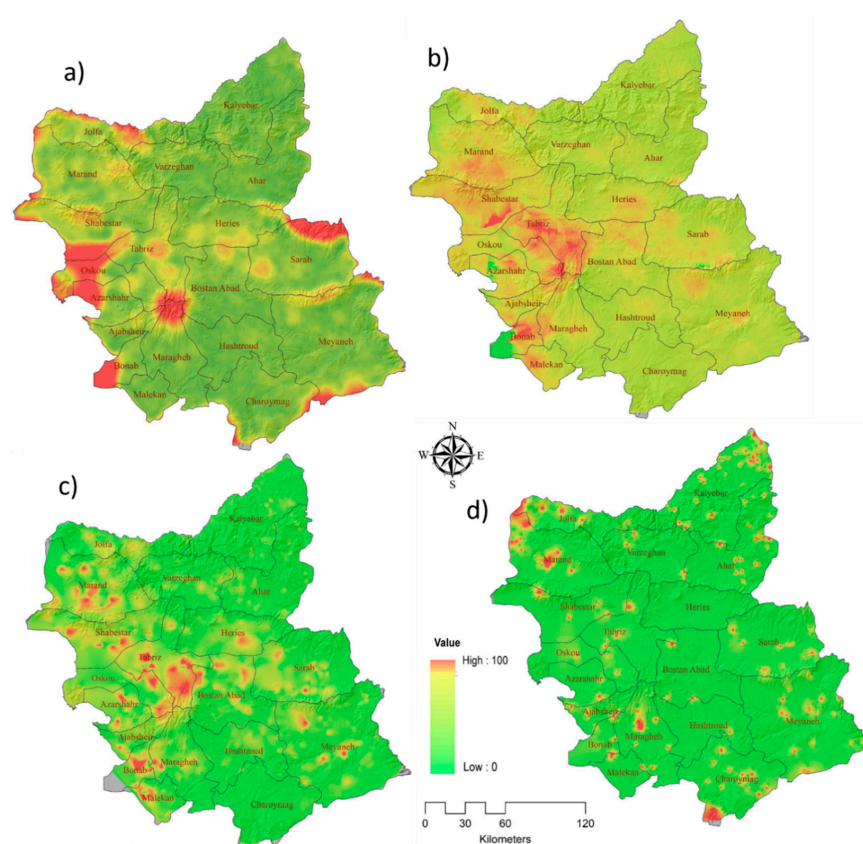 a)
Kalyebar
Jolfa
Marand
Varzeghan
Ahar
Shabestar
Heries
Tabriz
Sarab
Oskou
Bostan Abad
Azarshahr
Ajabsheir
Meyaneh
Maragheh
Hashtroud
Bonab
Malekan
Charoymag
b)
Kalyebar
Jolfa
Varzeghan
Marand
Ahar
Shabestar
Heries
Tabriz
Sarab
Oskou
Bostan Abad
Azarshahr
Ajabsheir
Hashtroud
Meyaneh
Bonab
Maragheh
Malekan
Charoymag
N
W E
S
c)
Kalyebar
Jolfa
Varzeghan
Marand
Ahar
Shabestar
Heries
Tabriz
Sarab
Oskou
Bostan Abad
Azarshahr
Ajabsheir
Hashtroud
Meyaneh
Bonab
Maragheh
Malekan
Charoymag
d)
Kalyebar
Jolfa
Varzeghan
Marand
Ahar
Shabestar
Heries
Tabriz
Sarab
Oskou
Bostan Abad
Azarshahr
Ajabsheir
Meyaneh
Maragheh
Hashtroud
Bonab
Malekan
Charoymag
Value
High : 100
Low : 0
0 15 30 60 90 120
Kilometers